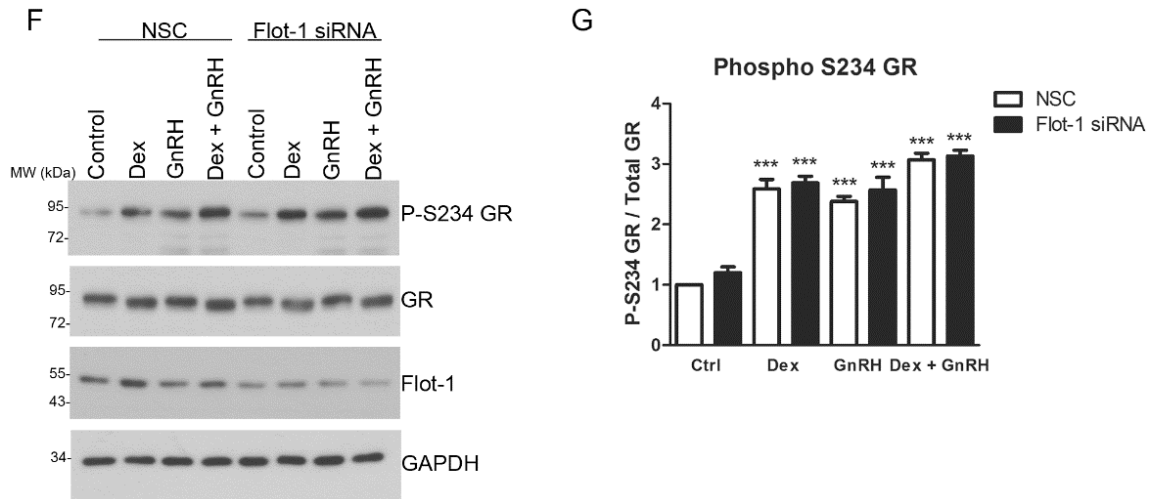 F
NSC Flot-1 siRNA
Control Dex GnRH Dex + GnRH Control Dex GnRH Dex + GnRH
MW (kDa)
95- P-S234 GR
72-
95- GR
72-
55- Flot-1
43-
34- GAPDH
G
Phospho S234 GR
NSC
Flot-1 siRNA
P-S234 GR / Total GR
4
3
2
1
0
*** *** *** *** *** ***
Ctrl Dex GnRH Dex + GnRH